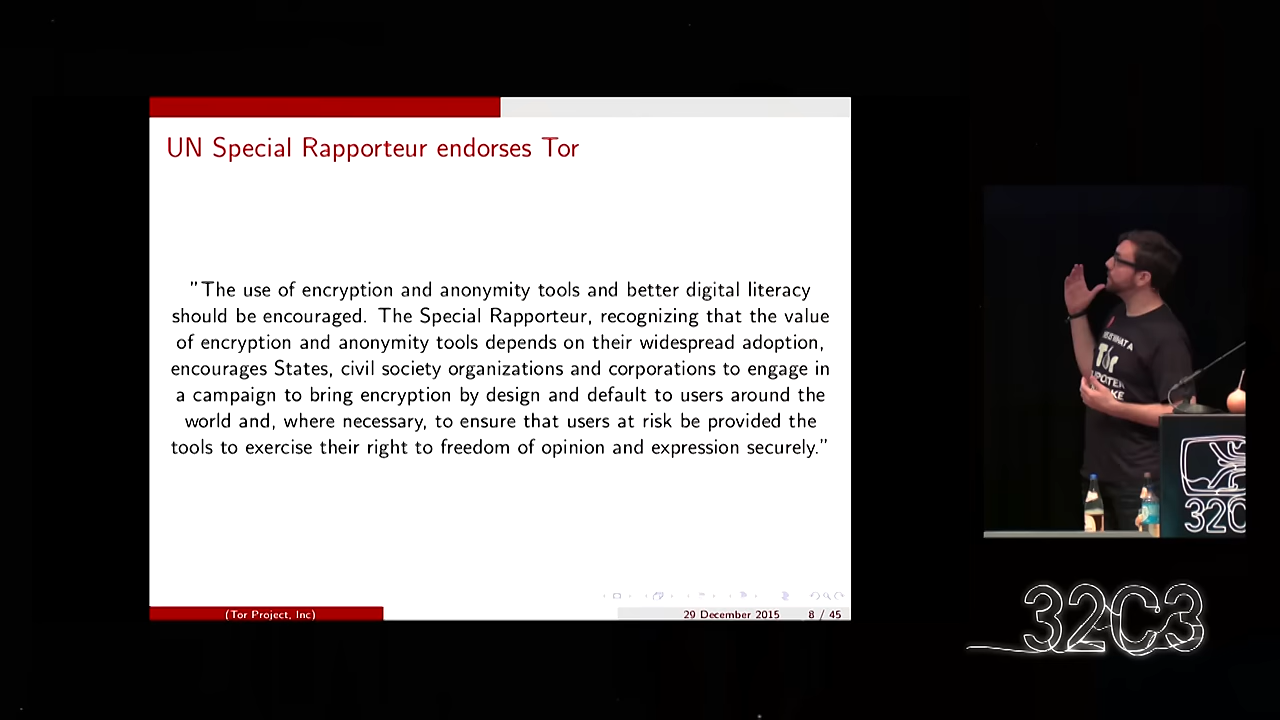 UN Special Rapporteur endorses Tor
"The use of encryption and anonymity tools and better digital literacy
should be encouraged. The Special Rapporteur, recognizing that the value
of encryption and anonymity tools depends on their widespread adoption,
encourages States, civil society organizations and corporations to engage in
a campaign to bring encryption by design and default to users around the
world and, where necessary, to ensure that users at risk be provided the
tools to exercise their right to freedom of opinion and expression securely."
(Tor Project, Inc)
29 December 2015 8 / 45
WHAT A
Tor
32C
32C3